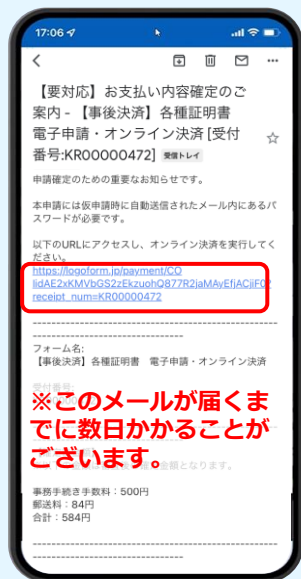 17:06
【要対応】お支払い内容確定のご
案内 - 【事後決済】各種証明書
電子申請・オンライン決済 [受付
番号:KR00000472] 受信トレイ
申請確定のための重要なお知らせです。
本申請には仮申請時に自動送信されたメール内にあるパ
スワードが必要です。
以下のURLにアクセスし、オンライン決済を実行してく
ださい。
https://logoform.jp/payment/CO
lidAE2xKMVbGS2zEkzuohQ877R2jaMAyEfjACjiF0
receipt_num=KR00000472
------------------------------------------------
------------------------------
フォーム名:
【事後決済】各種証明書 電子申請・オンライン決済
受付番号:
※このメールが届くま
でに数日かかることが
ございます。
金額となります。
事務手続き手数料：500円
郵送料：84円
合計：584円
------------------------------------------------
------------------------------